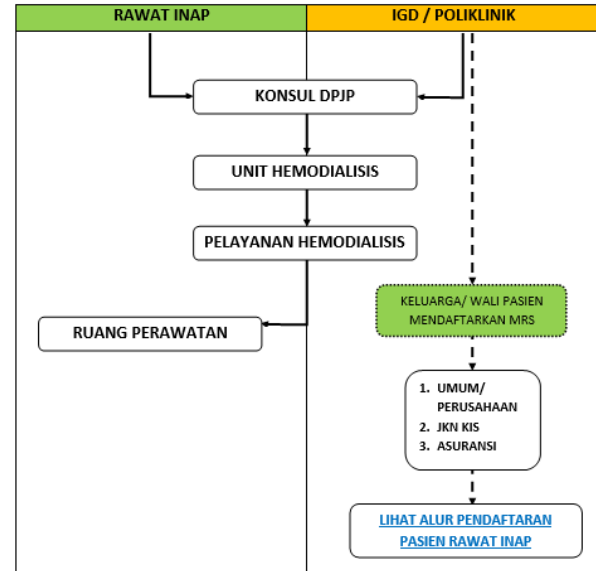 RAWAT INAP
IGD / POLIKLINIK
KONSUL DPJP
UNIT HEMODIALISIS
PELAYANAN HEMODIALISIS
KELUARGA/ WALI PASIEN
MENDAFTARKAN MRS
RUANG PERAWATAN
1. UMUM/
PERUSAHAAN
2. JKN KIS
3. ASURANSI
LIHAT ALUR PENDAFTARAN
PASIEN RAWAT INAP